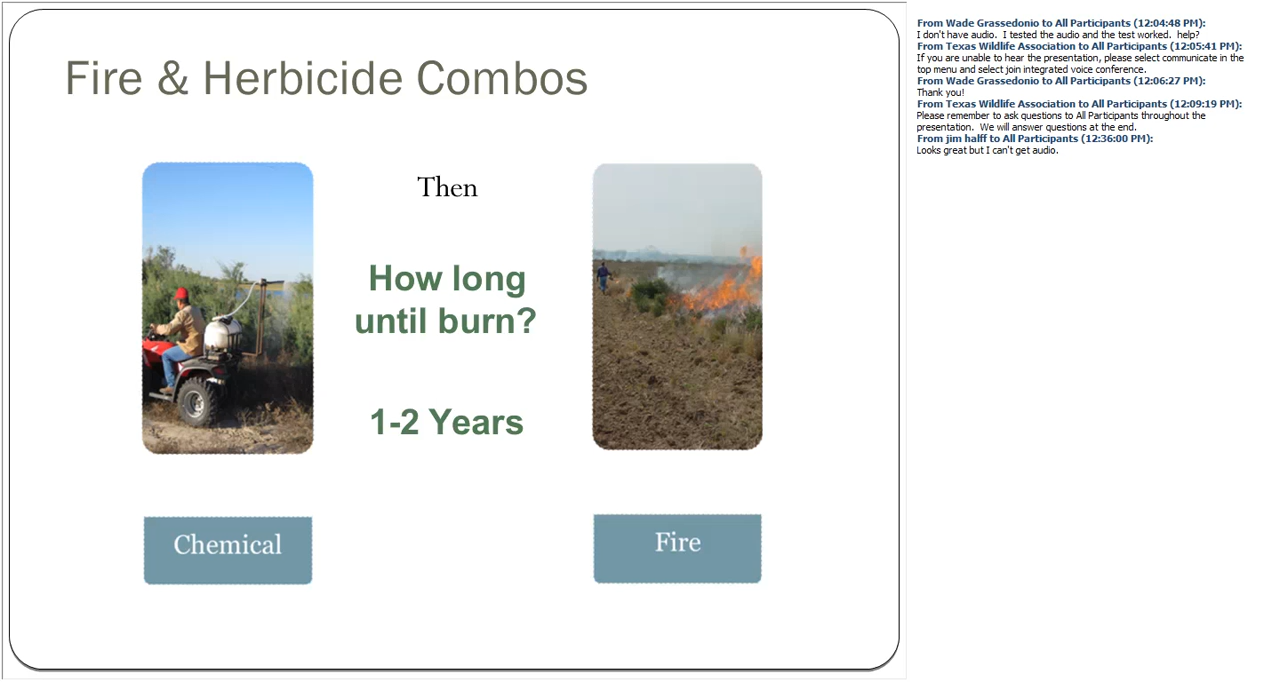 Fire & Herbicide Combos
Then
How long
until burn?
1-2 Years
Chemical
Fire
From Wade Grassedonio to All Participants (12:04:48 PM):
I don't have audio.  I tested the audio and the test worked.  help?
From Texas Wildlife Association to All Participants (12:05:41 PM):
If you are unable to hear the presentation, please select communicate in the
top menu and select join integrated voice conference.
From Wade Grassedonio to All Participants (12:06:27 PM):
Thank you!
From Texas Wildlife Association to All Participants (12:09:19 PM):
Please remember to ask questions to All Participants throughout the
presentation.  We will answer questions at the end.
From jim halff to All Participants (12:36:00 PM):
Looks great but I can't get audio.